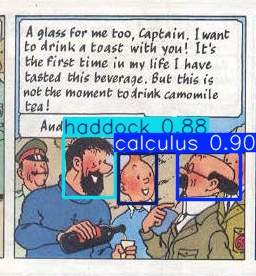 A glass for me too, Captain. I want
to drink a toast with you! It's
the first time in my life I have
tasted this beverage. But this is
not the moment to drink camomile
tea!
And
haddock 0.88
calculus 0.90